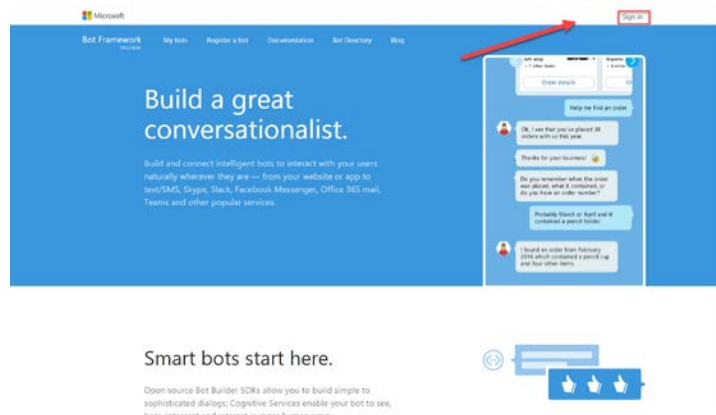 Microsoft
Sign in
Bot Framework
My bots
Register a bot
Documentation
Bot Directory
Blog
Build a great
conversationalist.
Build and connect intelligent bots to interact with your users
naturally wherever they are — from your website or app to
text/SMS, Skype, Slack, Facebook Messenger, Office 365 mail,
Teams and other popular services.
+ 7 other items
Order details
Help me find an order
Ok, I see that you've placed 38
orders with us this year.
Thanks for your business!
Do you remember when the order
was placed, what it contained, or
do you have an order number?
Probably March or April and it
contained a pencil holder.
I found an order from February
2016 which contained a pencil cup
and four other items.
Smart bots start here.
Open source Bot Builder SDKs allow you to build simple to
sophisticated dialogs; Cognitive Services enable your bot to see,